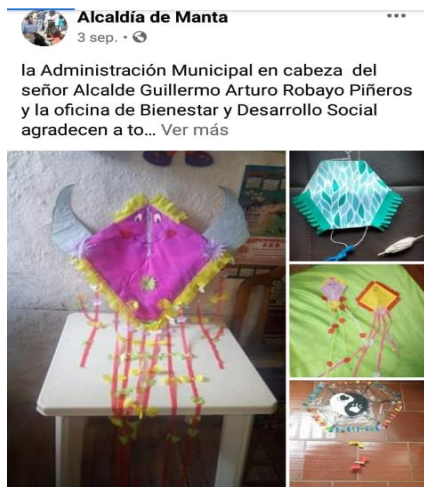 Alcaldía de Manta
3 sep. •
la Administración Municipal en cabeza del
señor Alcalde Guillermo Arturo Robayo Piñeros
y la oficina de Bienestar y Desarrollo Social
agradecen a to... Ver más